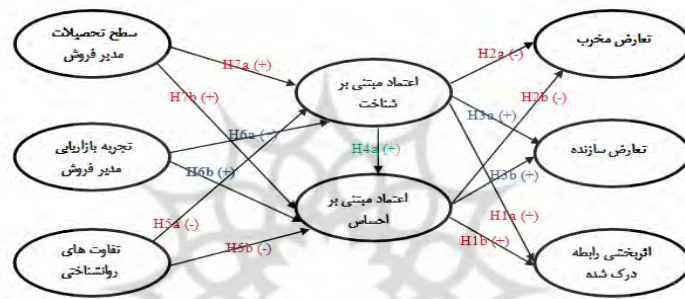 سطح تحصیلات
مدیر فروش
تجربه بازاریابی
مدیر فروش
تفاوت های
روانشناختی
اعتماد مبتنی بر
شناخت
اعتماد مبتنی بر
احساس
تعارض مخرب
تعارض سازنده
اثربخشی رابطه
درک شده
H7a (+)
H7b (+)
H6a (-)
H6b (+)
H5a (-)
H5b (-)
H4a (+)
H2a (-)
H2b (-)
H3a (+)
H3b (+)
H1a (+)
H1b (+)